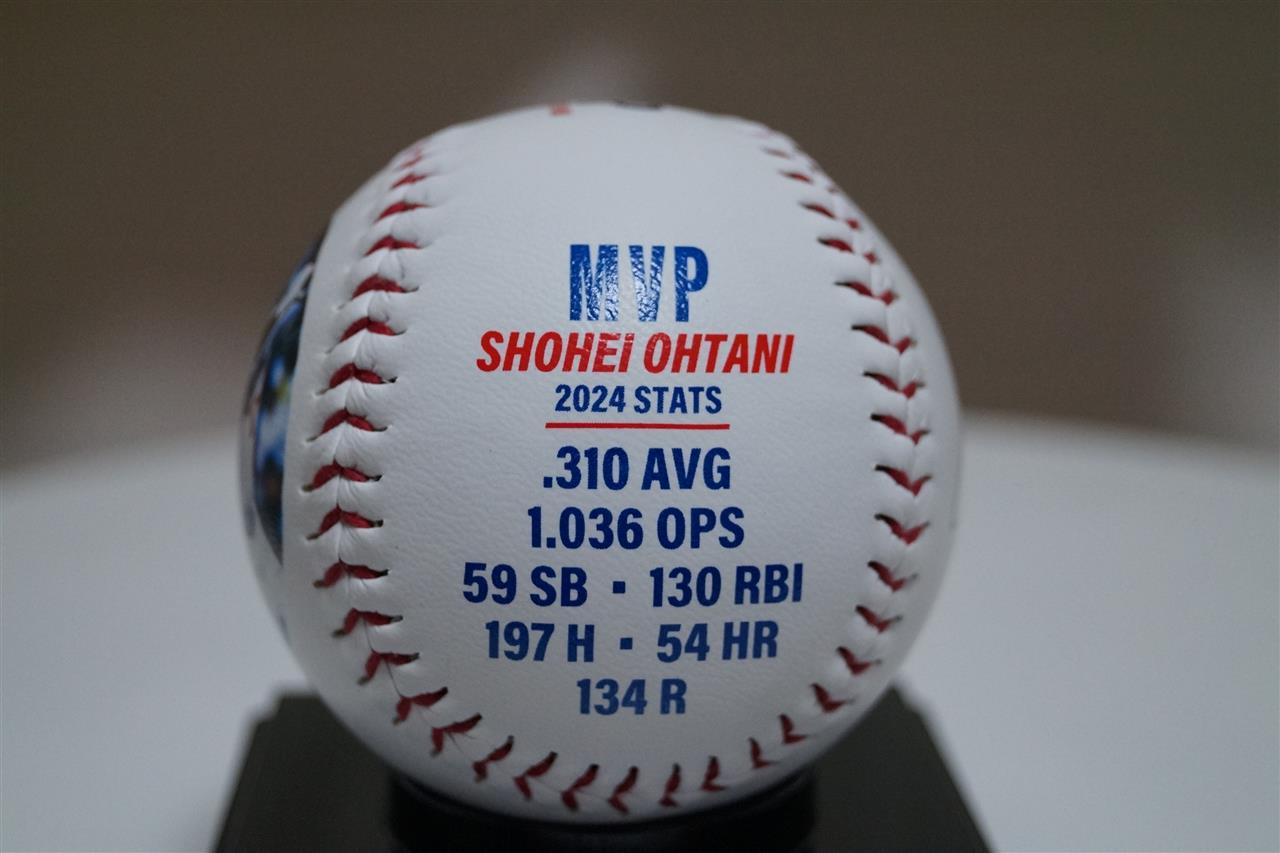 MVP
SHOHEI OHTANI
2024 STATS
.310 AVG
1.036 OPS
59 SB ▪ 130 RBI
197 H ▪ 54 HR
134 R